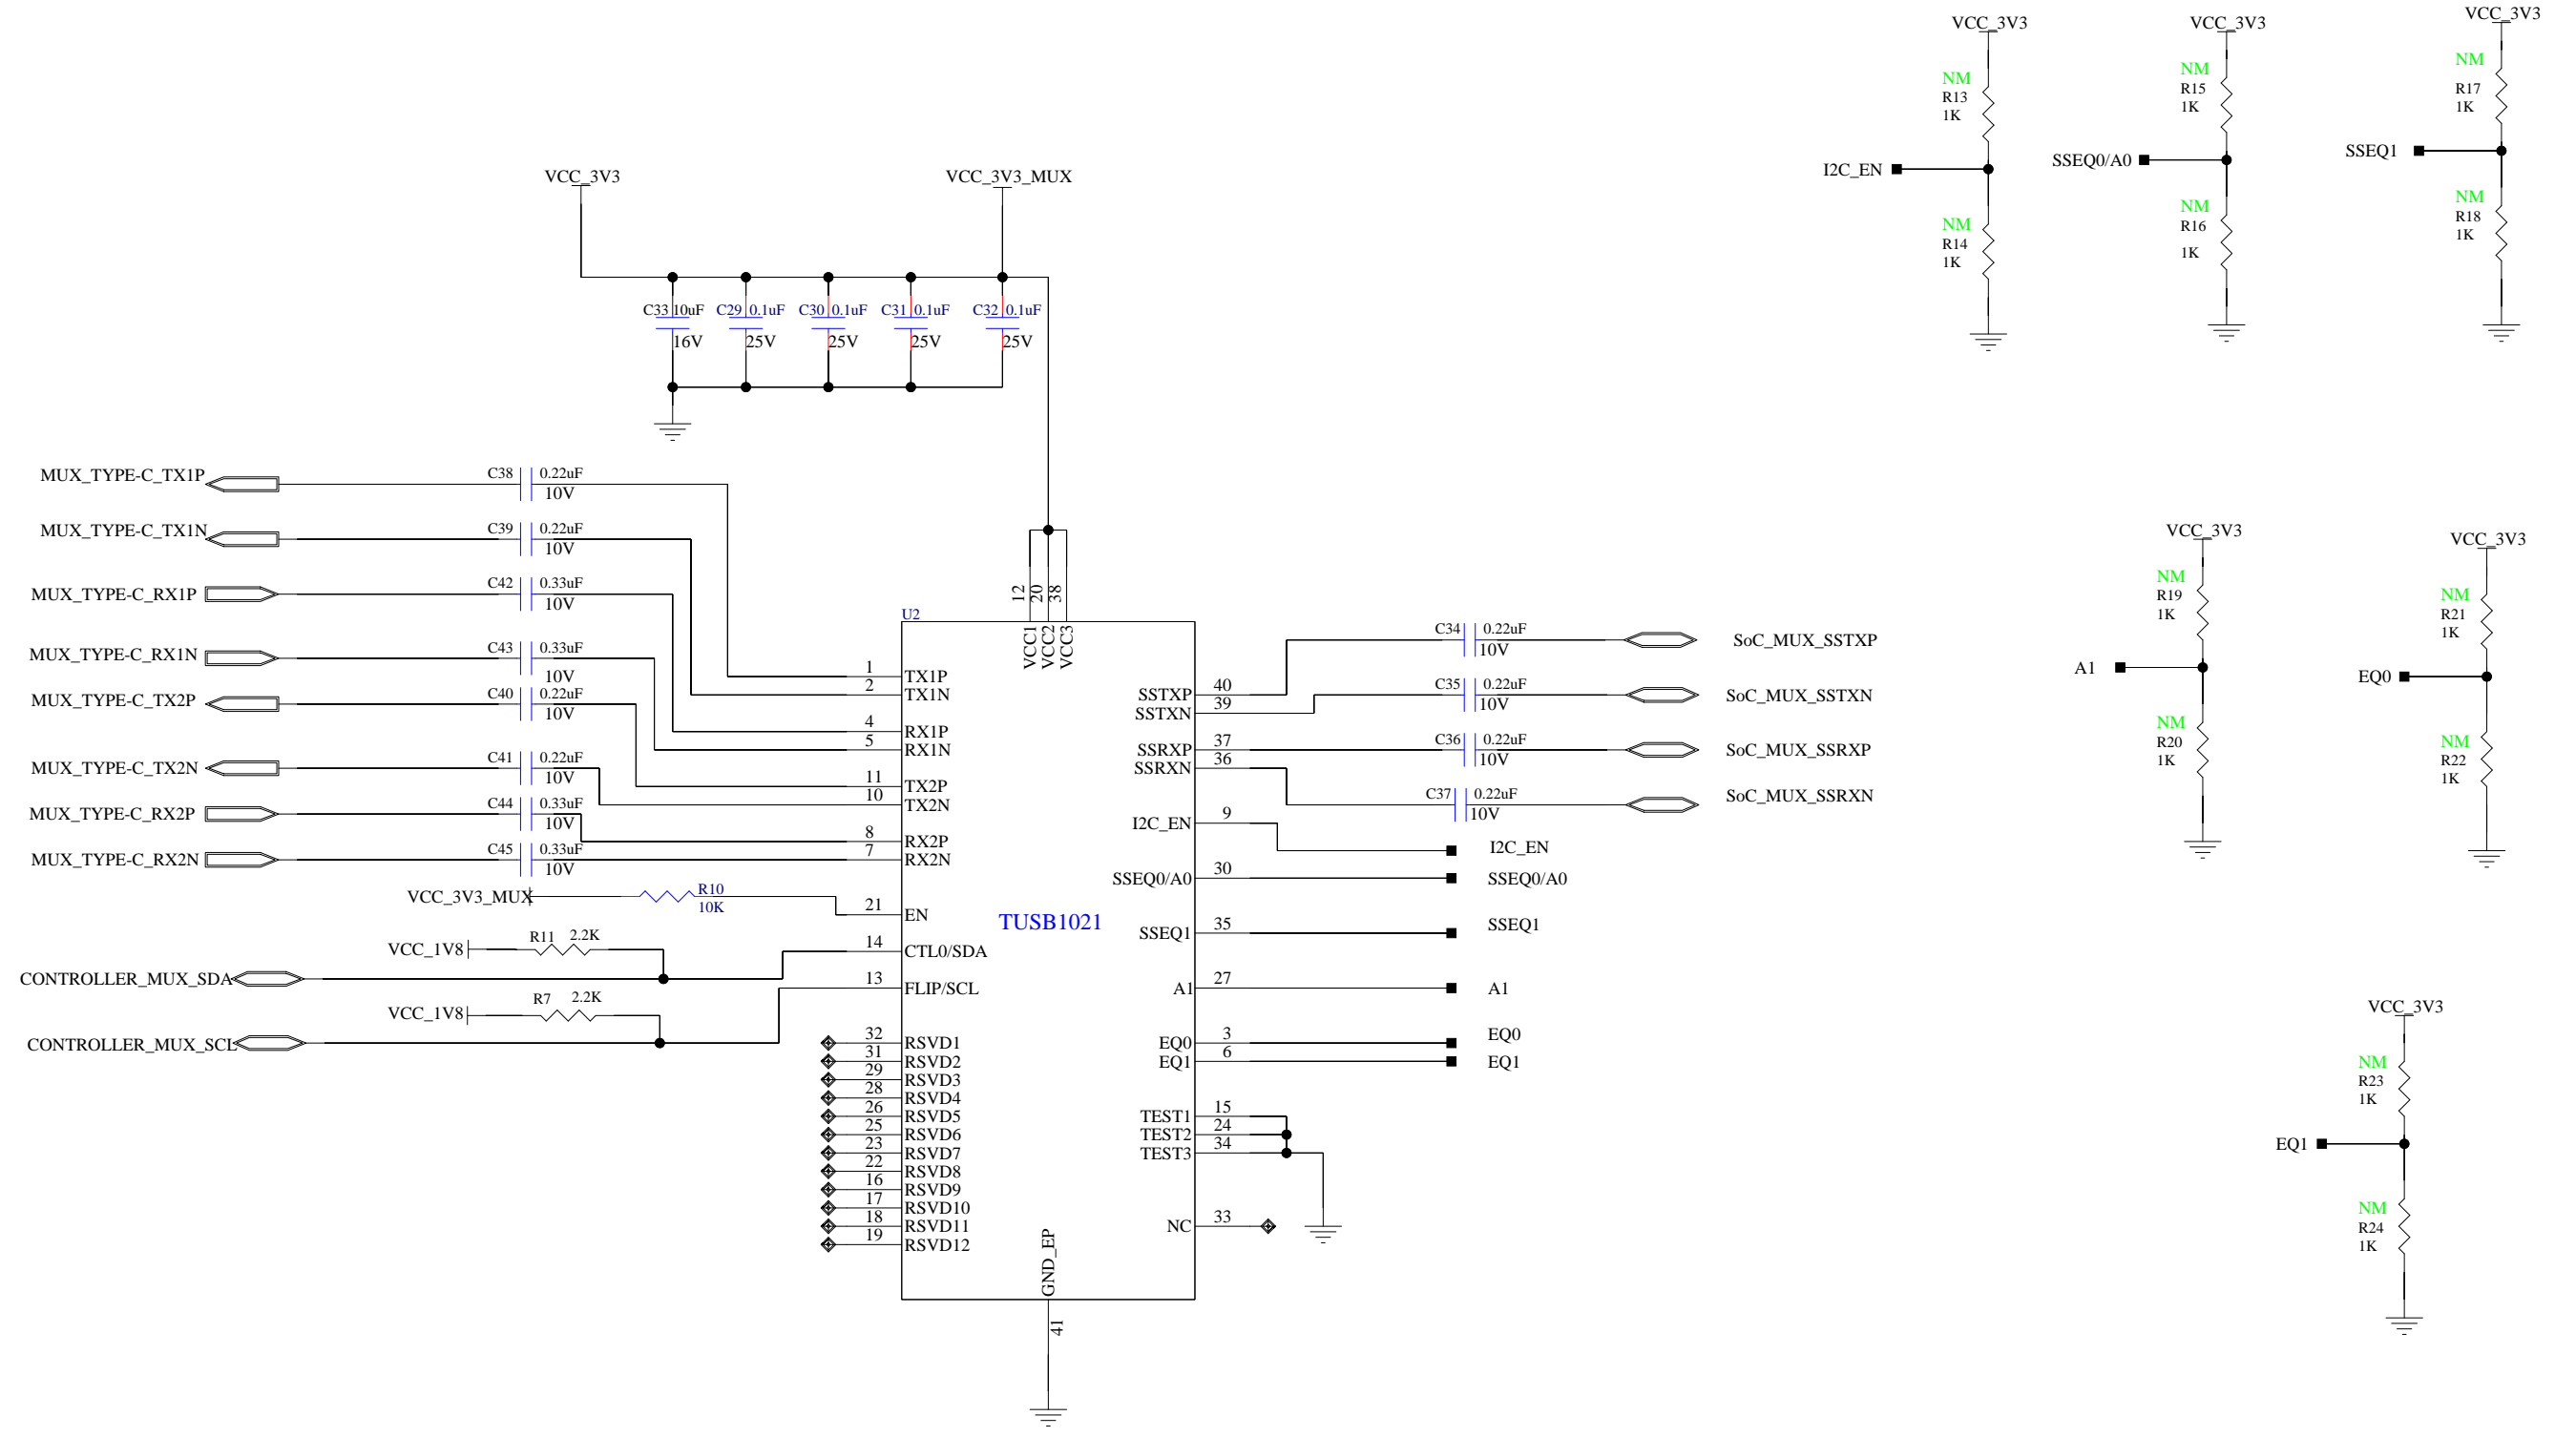 VCC_3V3
VCC_3V3
VCC_3V3
NM
R13
1K
I2C_EN
NM
R14
1K
NM
R15
1K
SSEQ0/A0
NM
R16
1K
NM
R17
1K
SSEQ1
NM
R18
1K
VCC_3V3
VCC_3V3_MUX
C33 10uF
16V
C29 0.1uF
25V
C30 0.1uF
25V
C31 0.1uF
25V
C32 0.1uF
25V
MUX_TYPE-C_TX1P
C38 0.22uF
10V
MUX_TYPE-C_TX1N
C39 0.22uF
10V
MUX_TYPE-C_RX1P
C42 0.33uF
10V
MUX_TYPE-C_RX1N
C43 0.33uF
10V
MUX_TYPE-C_TX2P
C40 0.22uF
10V
MUX_TYPE-C_TX2N
C41 0.22uF
10V
MUX_TYPE-C_RX2P
C44 0.33uF
10V
MUX_TYPE-C_RX2N
C45 0.33uF
10V
VCC_3V3_MUX
R10
10K
VCC_1V8
R11 2.2K
CONTROLLER_MUX_SDA
VCC_1V8
R7 2.2K
CONTROLLER_MUX_SCL
U2
TUSB1021
12 VCC1
20 VCC2
38 VCC3
1 TX1P
2 TX1N
4 RX1P
5 RX1N
11 TX2P
10 TX2N
8 RX2P
7 RX2N
21 EN
14 CTL0/SDA
13 FLIP/SCL
32 RSVD1
31 RSVD2
29 RSVD3
28 RSVD4
26 RSVD5
25 RSVD6
23 RSVD7
22 RSVD8
16 RSVD9
17 RSVD10
18 RSVD11
19 RSVD12
GND_EP
41
SSTXP 40
SSTXN 39
SSRXP 37
SSRXN 36
I2C_EN 9
SSEQ0/A0 30
SSEQ1 35
A1 27
EQ0 3
EQ1 6
TEST1 15
TEST2 24
TEST3 34
NC 33
C34 0.22uF
10V
SoC_MUX_SSTXP
C35 0.22uF
10V
SoC_MUX_SSTXN
C36 0.22uF
10V
SoC_MUX_SSRXP
C37 0.22uF
10V
SoC_MUX_SSRXN
I2C_EN
SSEQ0/A0
SSEQ1
A1
EQ0
EQ1
VCC_3V3
NM
R19
1K
A1
NM
R20
1K
VCC_3V3
NM
R21
1K
EQ0
NM
R22
1K
VCC_3V3
NM
R23
1K
EQ1
NM
R24
1K